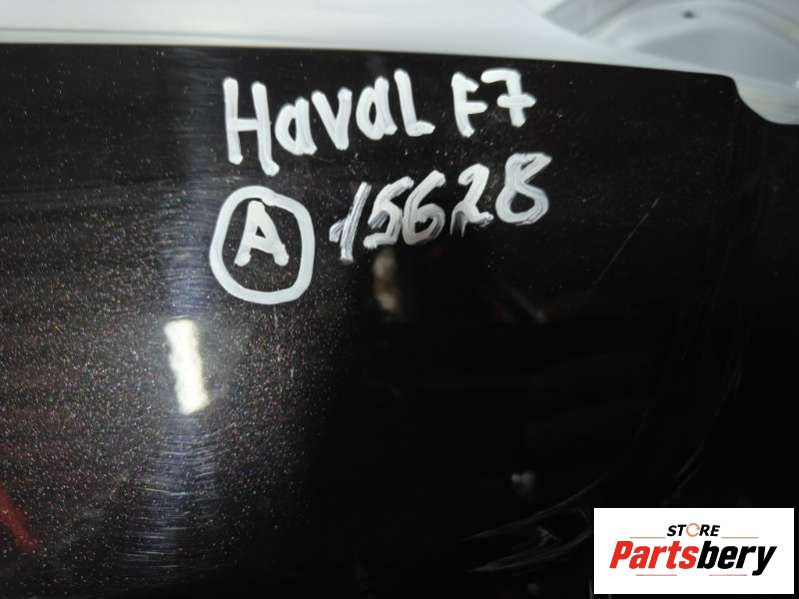 HavaL F7
A 15628
STORE
Partsbery